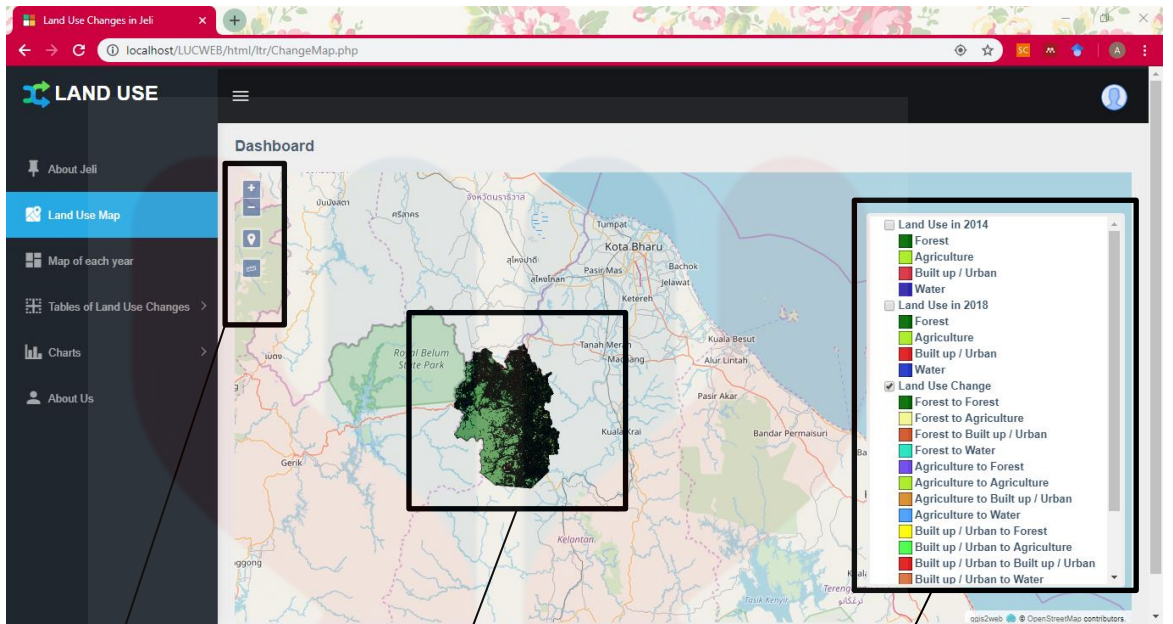 Land Use Changes in Jeli
localhost/LUCWEB/html/ltr/ChangeMap.php
SC
A
LAND USE
Dashboard
About Jeli
Land Use Map
Map of each year
Tables of Land Use Changes
Charts
About Us
+
−
Tumpat
Kota Bharu
Pasir Mas
Bachok
Jelawat
Ketereh
Tanah Merah
Machang
Kuala Besut
Alur Lintah
Pasir Akar
Royal Belum
State Park
Kuala Krai
Bandar Permaisuri
Gerik
Kelantan
Tasik Kenyir
Land Use in 2014
Forest
Agriculture
Built up / Urban
Water
Land Use in 2018
Forest
Agriculture
Built up / Urban
Water
Land Use Change
Forest to Forest
Forest to Agriculture
Forest to Built up / Urban
Forest to Water
Agriculture to Forest
Agriculture to Agriculture
Agriculture to Built up / Urban
Agriculture to Water
Built up / Urban to Forest
Built up / Urban to Agriculture
Built up / Urban to Built up / Urban
Built up / Urban to Water
qgis2web © OpenStreetMap contributors.